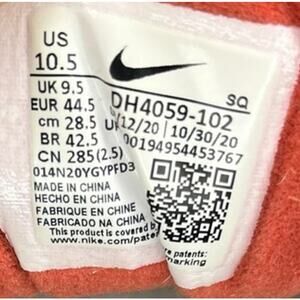 US
10.5
UK 9.5
EUR 44.5
cm 28.5
BR 42.5
CN 285(2.5)
014N20YGYPFD3
MADE IN CHINA
HECHO EN CHINA
FABRIQUE EN CHINE
FABRICADO NA CHINA
This product is covered by
www.nike.com/paten
SQ
DH4059-102
/12/20 | 10/30/20
00194954453767
patents:
marking